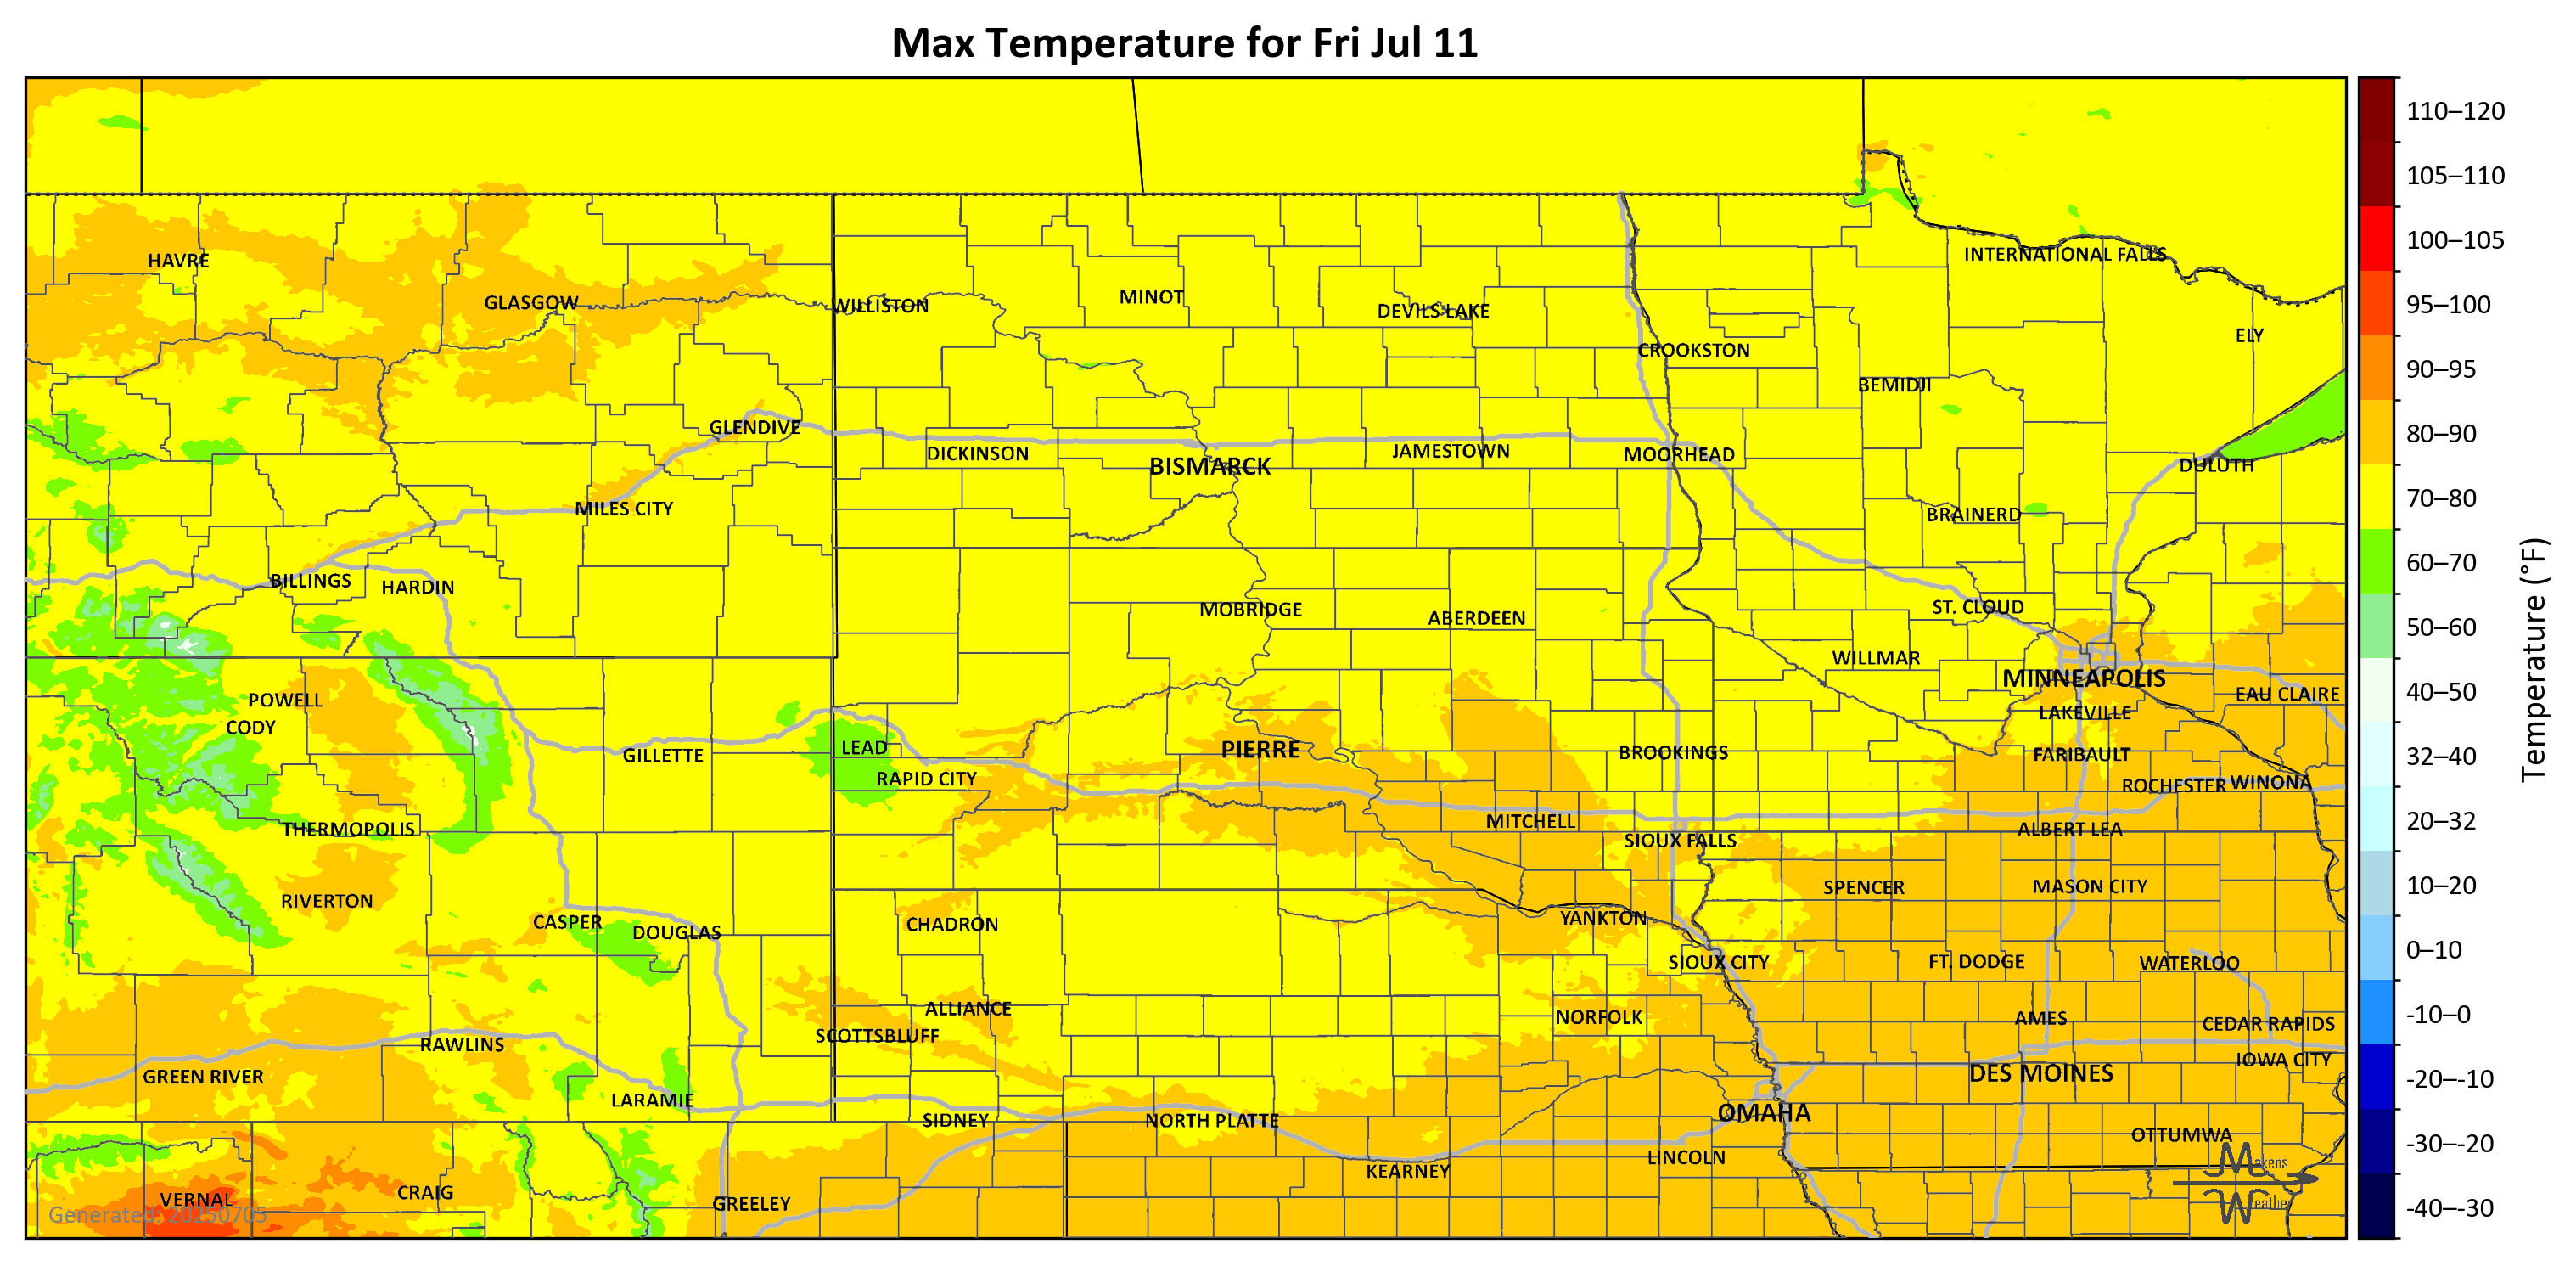 Max Temperature for Fri Jul 11
110–120
105–110
100–105
95–100
90–95
80–90
70–80
60–70
50–60
40–50
32–40
20–32
10–20
0–10
-10–0
-20–-10
-30–-20
-40–-30
Temperature (°F)
HAVRE
INTERNATIONAL FALLS
GLASGOW
WILLISTON
MINOT
DEVILS LAKE
ELY
CROOKSTON
BEMIDJI
GLENDIVE
DICKINSON
BISMARCK
JAMESTOWN
MOORHEAD
DULUTH
MILES CITY
BRAINERD
BILLINGS
HARDIN
MOBRIDGE
ABERDEEN
ST. CLOUD
WILLMAR
MINNEAPOLIS
POWELL
EAU CLAIRE
CODY
LAKEVILLE
GILLETTE
LEAD
PIERRE
BROOKINGS
FARIBAULT
RAPID CITY
ROCHESTER
WINONA
THERMOPOLIS
MITCHELL
SIOUX FALLS
ALBERT LEA
RIVERTON
SPENCER
MASON CITY
CASPER
DOUGLAS
CHADRON
YANKTON
SIOUX CITY
FT. DODGE
WATERLOO
ALLIANCE
NORFOLK
AMES
CEDAR RAPIDS
SCOTTSBLUFF
RAWLINS
IOWA CITY
GREEN RIVER
DES MOINES
LARAMIE
SIDNEY
NORTH PLATTE
OMAHA
OTTUMWA
KEARNEY
LINCOLN
VERNAL
CRAIG
GREELEY
Generated: 20250705
Makens
Weather